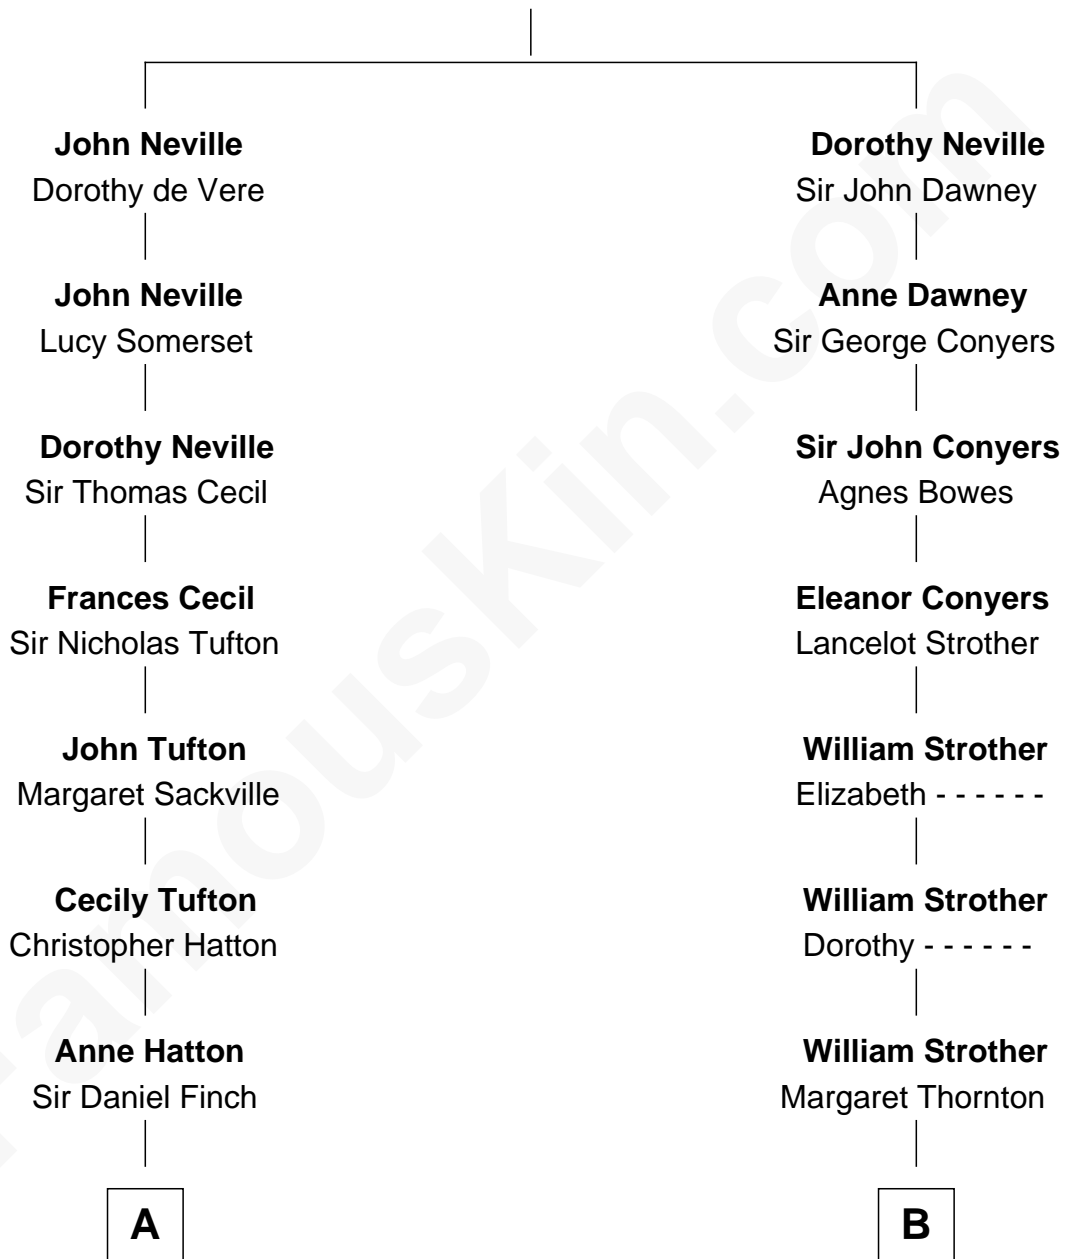 John Neville
Dorothy de Vere
John Neville
Lucy Somerset
Dorothy Neville
Sir Thomas Cecil
Frances Cecil
Sir Nicholas Tufton
John Tufton
Margaret Sackville
Cecily Tufton
Christopher Hatton
Anne Hatton
Sir Daniel Finch
A
Dorothy Neville
Sir John Dawney
Anne Dawney
Sir George Conyers
Sir John Conyers
Agnes Bowes
Eleanor Conyers
Lancelot Strother
William Strother
Elizabeth - - - - - -
William Strother
Dorothy - - - - - -
William Strother
Margaret Thornton
B
FamousKin.com